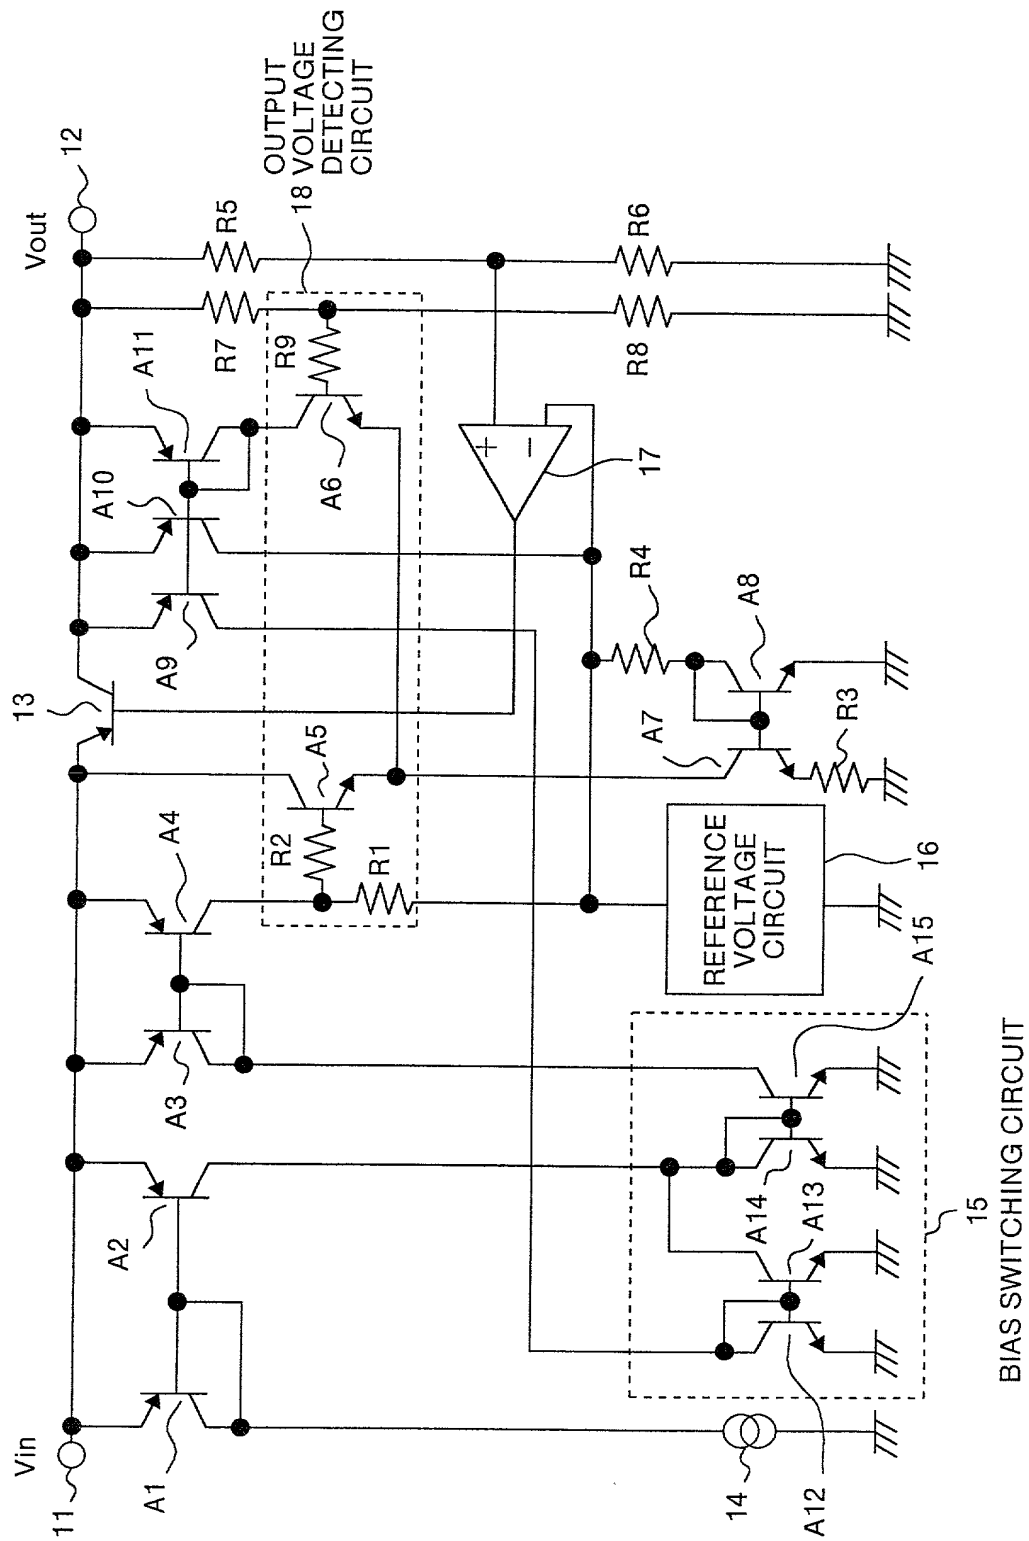 Vin
11
A1
A2
A3
A4
13
A9
A10
A11
Vout
12
R7
R5
R2
A5
R1
A6
R9
18
OUTPUT
VOLTAGE
DETECTING
CIRCUIT
17
R4
R8
R6
A7
A8
R3
REFERENCE
VOLTAGE
CIRCUIT
16
14
A12
A13
A14
A15
15
BIAS SWITCHING CIRCUIT
+
−